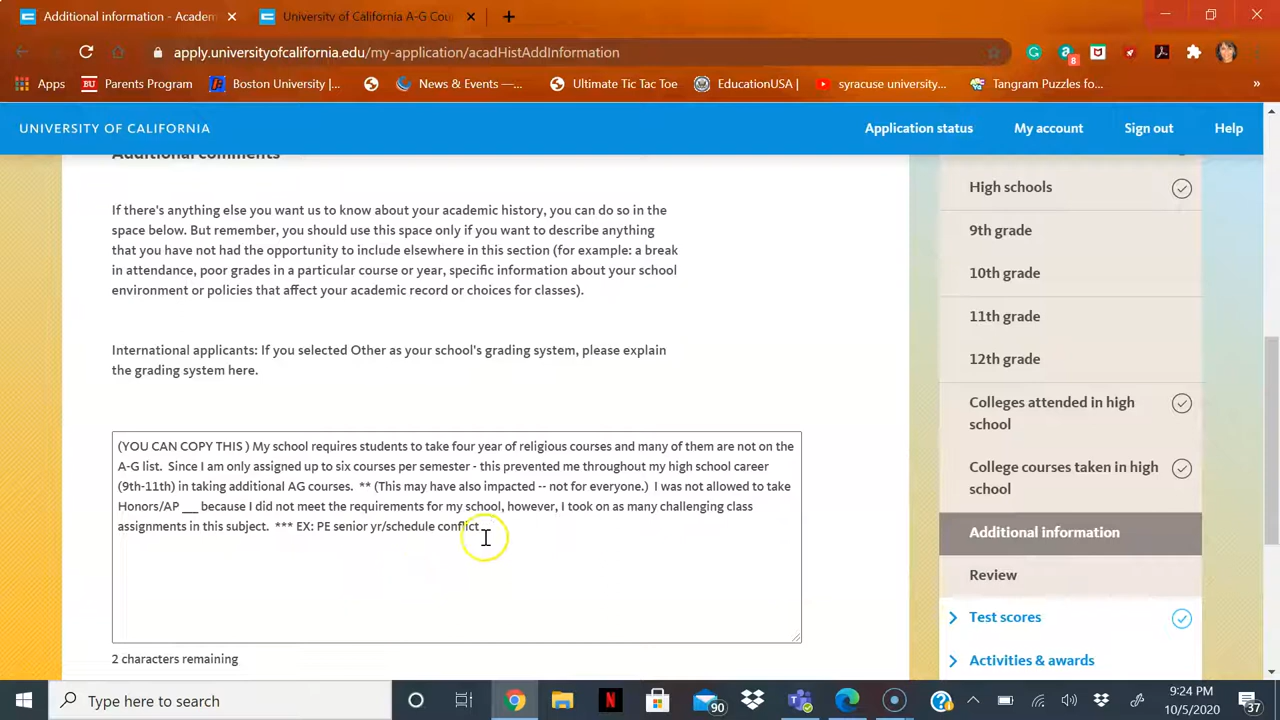 Additional information - Acade
University of California A-G Cou
apply.universityofcalifornia.edu/my-application/acadHistAddInformation
8
Apps
BU
Parents Program
Boston University |...
News & Events —...
Ultimate Tic Tac Toe
EducationUSA |
syracuse university...
Tangram Puzzles fo...
»
UNIVERSITY OF CALIFORNIA
Application status
My account
Sign out
Help
Additional comments
If there's anything else you want us to know about your academic history, you can do so in the
space below. But remember, you should use this space only if you want to describe anything
that you have not had the opportunity to include elsewhere in this section (for example: a break
in attendance, poor grades in a particular course or year, specific information about your school
environment or policies that affect your academic record or choices for classes).
International applicants: If you selected Other as your school's grading system, please explain
the grading system here.
(YOU CAN COPY THIS ) My school requires students to take four year of religious courses and many of them are not on the
A-G list.  Since I am only assigned up to six courses per semester - this prevented me throughout my high school career
(9th-11th) in taking additional AG courses.  ** (This may have also impacted -- not for everyone.)  I was not allowed to take
Honors/AP ___ because I did not meet the requirements for my school, however, I took on as many challenging class
assignments in this subject.  *** EX: PE senior yr/schedule conflict
2 characters remaining
High schools
9th grade
10th grade
11th grade
12th grade
Colleges attended in high
school
College courses taken in high
school
Additional information
Review
Test scores
Activities & awards
Type here to search
N
90
9:24 PM
10/5/2020
37